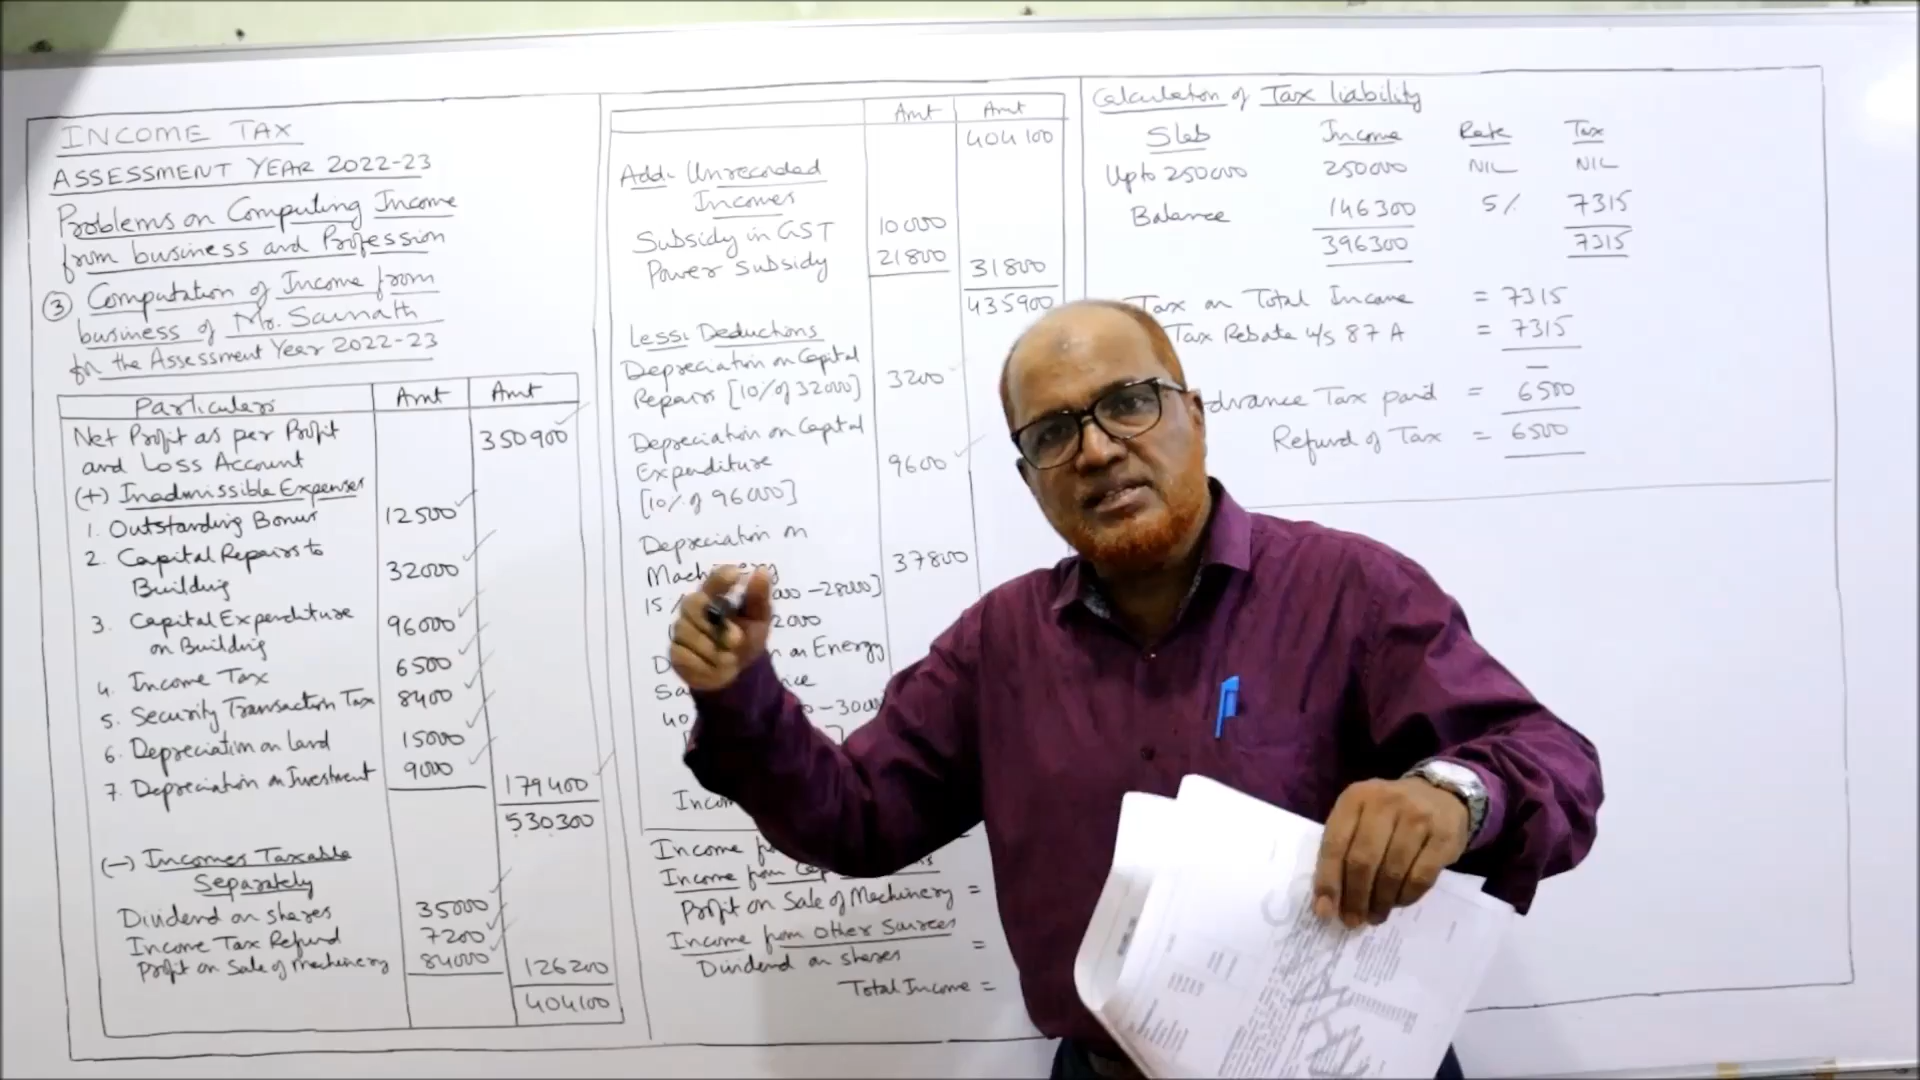 INCOME TAX
ASSESSMENT YEAR 2022-23
Problems on Computing Income
from business and Profession
③ Computation of Income from
business of Mr. Sainath
for the Assessment Year 2022-23
Particulars Amt Amt
Net Profit as per Profit
and Loss Account 350900
(+) Inadmissible Expenses
1. Outstanding Bonus 12500
2. Capital Repairs to
Building 32000
3. Capital Expenditure
on Building 96000
4. Income Tax 6500
5. Security Transaction Tax 8400
6. Depreciation on Land 15000
7. Depreciation on Investment 9000 179400
530300
(-) Incomes Taxable
Separately
Dividend on shares 35000
Income Tax Refund 7200
Profit on Sale of Machinery 84000 126200
404100
Amt Amt
404100
Add:- Unrecorded
Incomes
Subsidy in GST 10000
Power Subsidy 21800 31800
435900
Less: Deductions
Depreciation on Capital
Repairs [10% of 32000] 3200
Depreciation on Capital
Expenditure 9600
[10% of 96000]
Depreciation on
37800
15 -28000]
2000
on Energy
40 -3000
Income
Income from
Profit on Sale of Machinery =
Income from Other Sources
Dividend on shares =
Total Income =
Calculation of Tax liability
Slab Income Rate Tax
Upto 250000 250000 NIL NIL
Balance 146300 5% 7315
396300 7315
Tax on Total Income = 7315
Tax Rebate u/s 87 A = 7315
-
dvance Tax paid = 6500
Refund of Tax = 6500